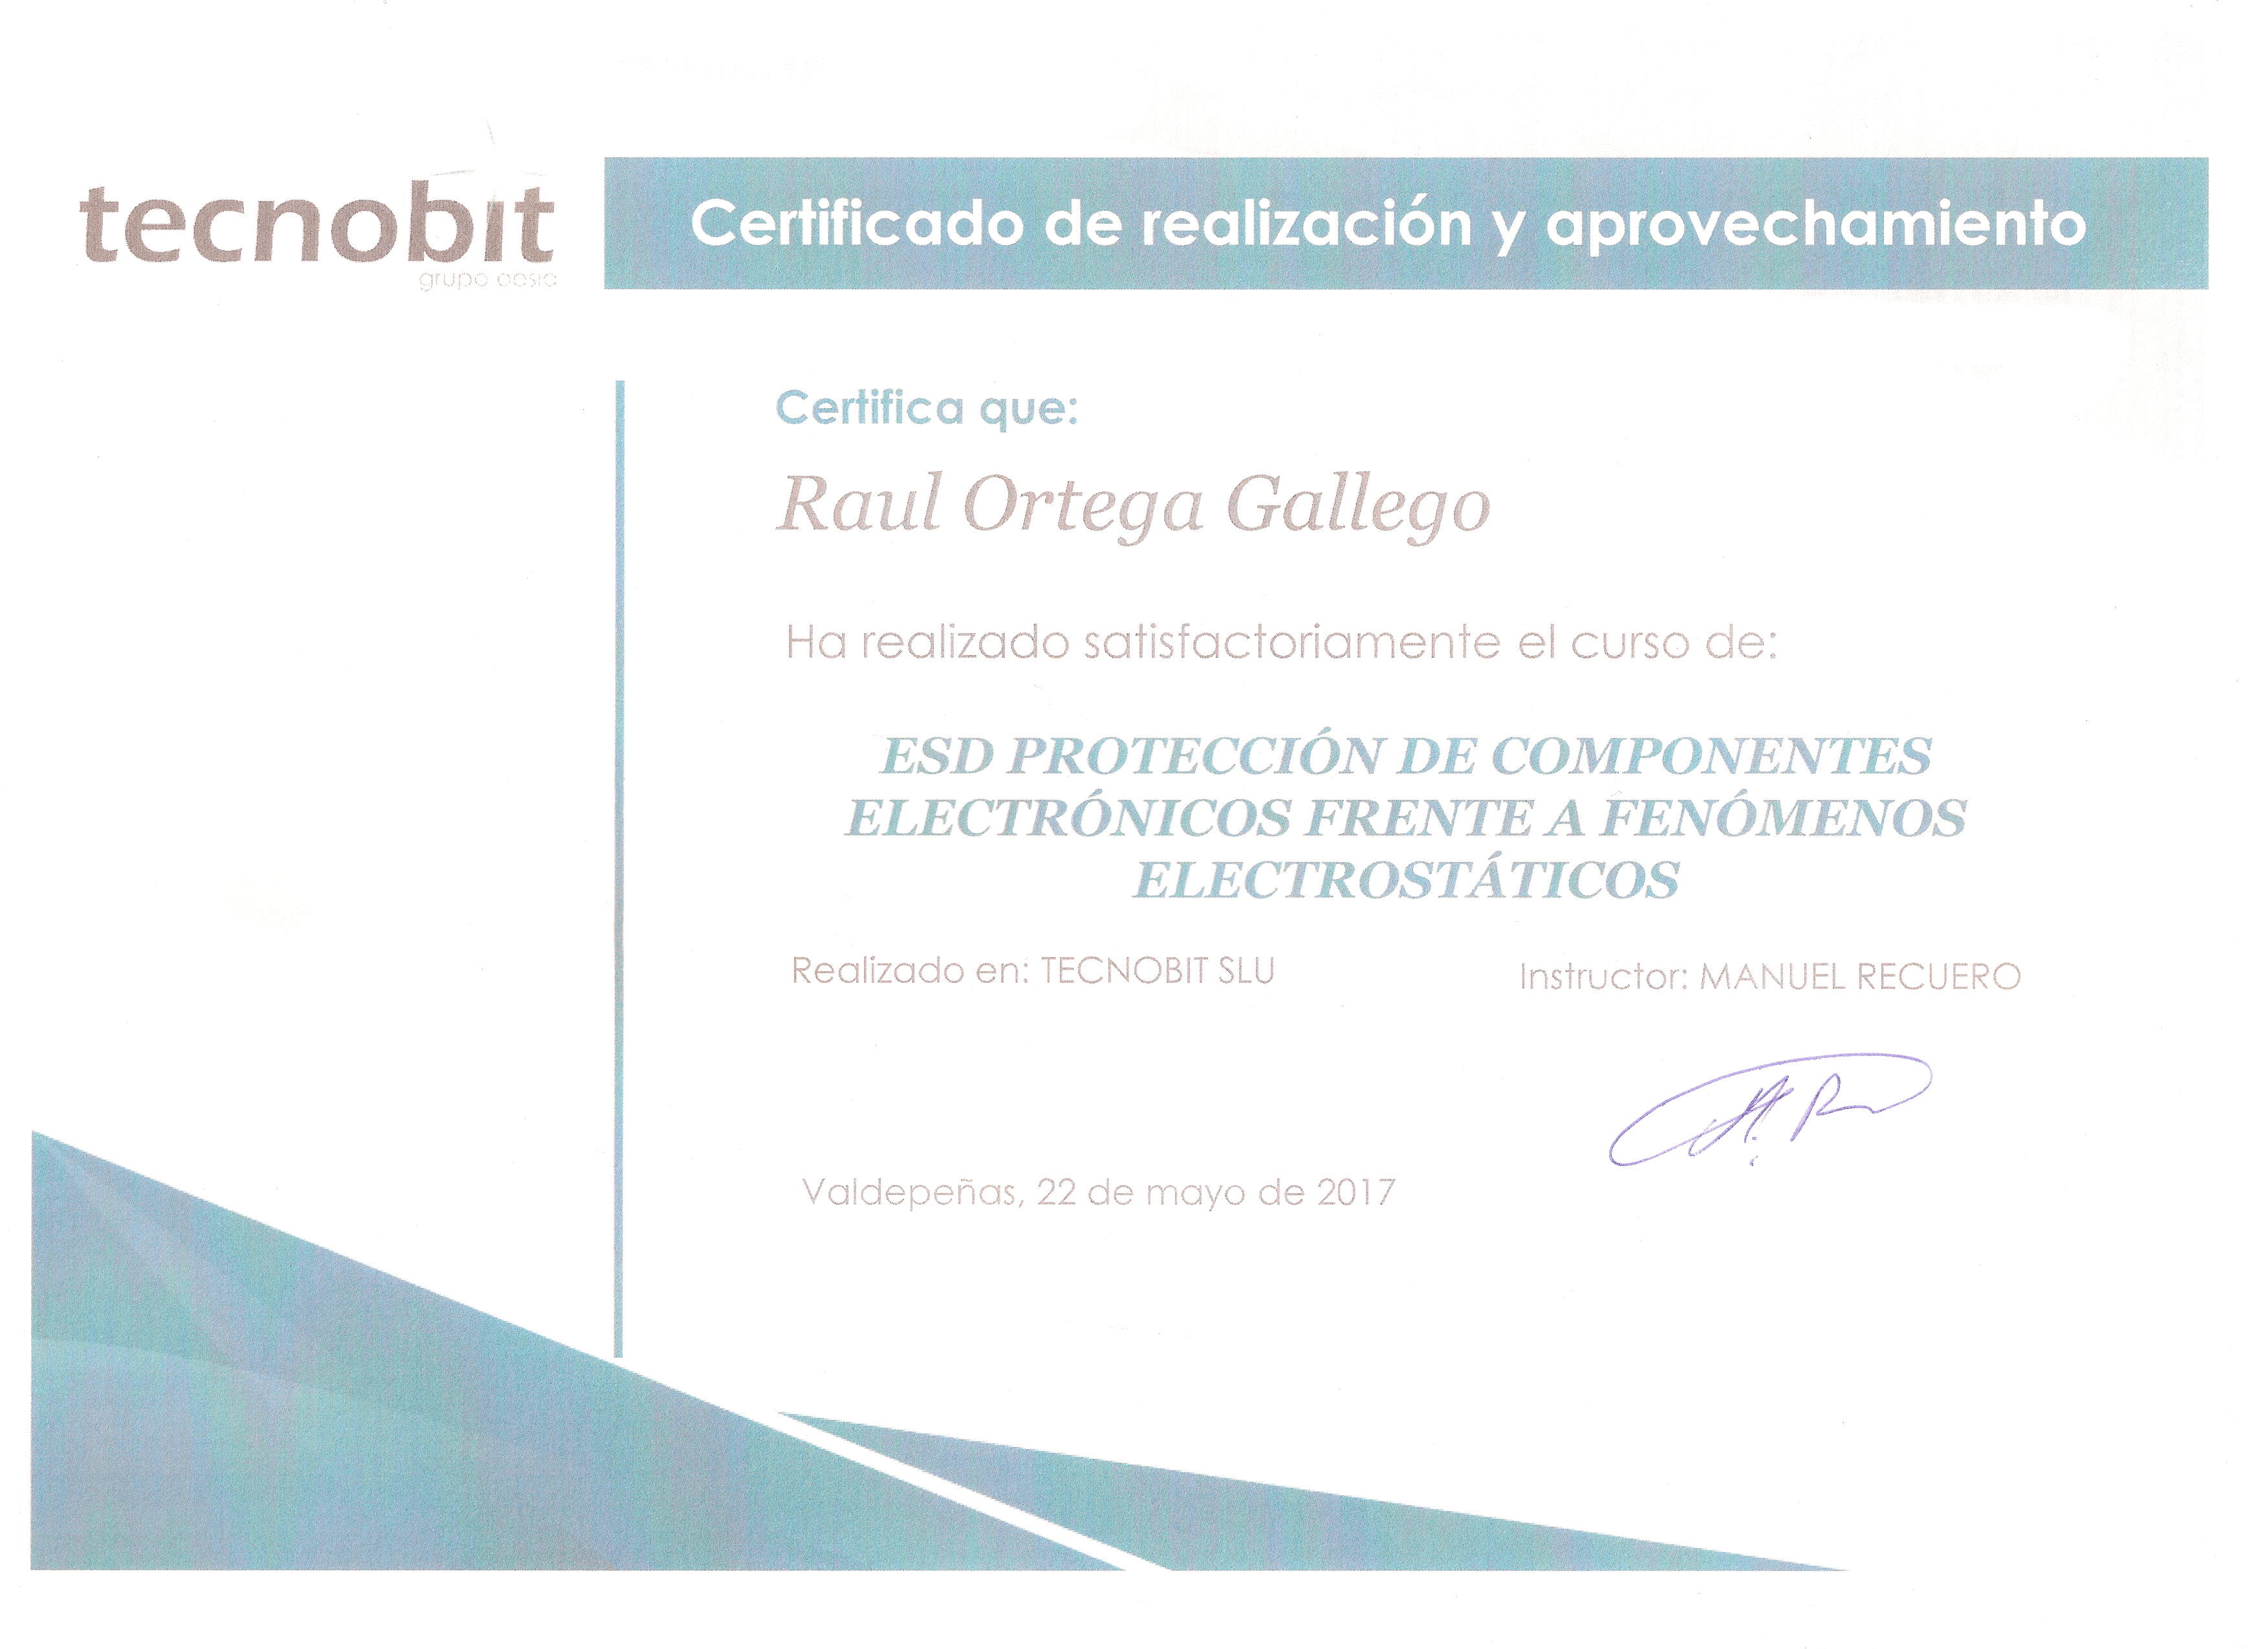 tecnobit
grupo oesia
Certificado de realización y aprovechamiento
Certifica que:
Raul Ortega Gallego
Ha realizado satisfactoriamente el curso de:
ESD PROTECCIÓN DE COMPONENTES
ELECTRÓNICOS FRENTE A FENÓMENOS
ELECTROSTÁTICOS
Realizado en: TECNOBIT SLU
Instructor: MANUEL RECUERO
Valdepeñas, 22 de mayo de 2017